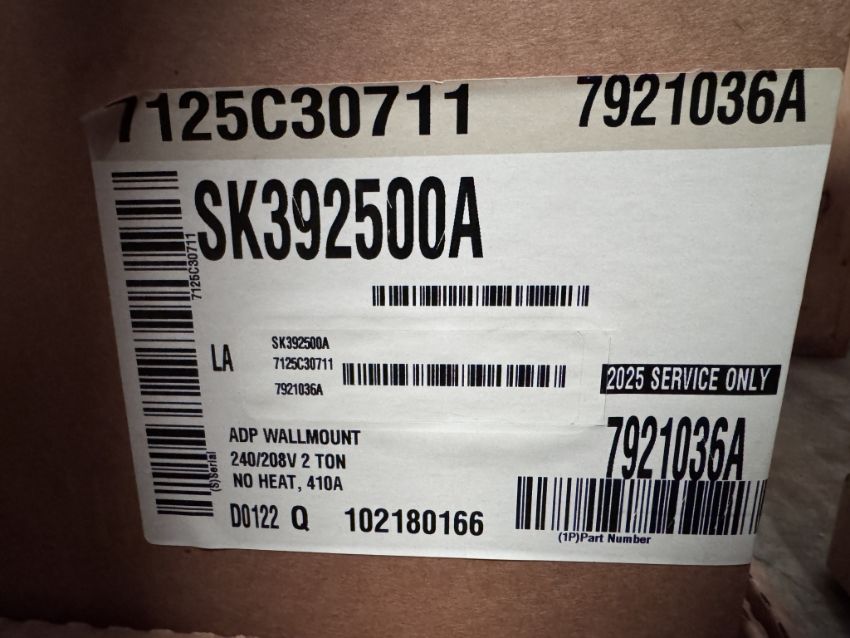 7125C30711 7921036A
SK392500A
7125C30711
LA
SK392500A
7125C30711
7921036A
2025 SERVICE ONLY
7921036A
ADP WALLMOUNT
240/208V 2 TON
NO HEAT, 410A
(S)Serial
D0122 Q 102180166
(1P)Part Number